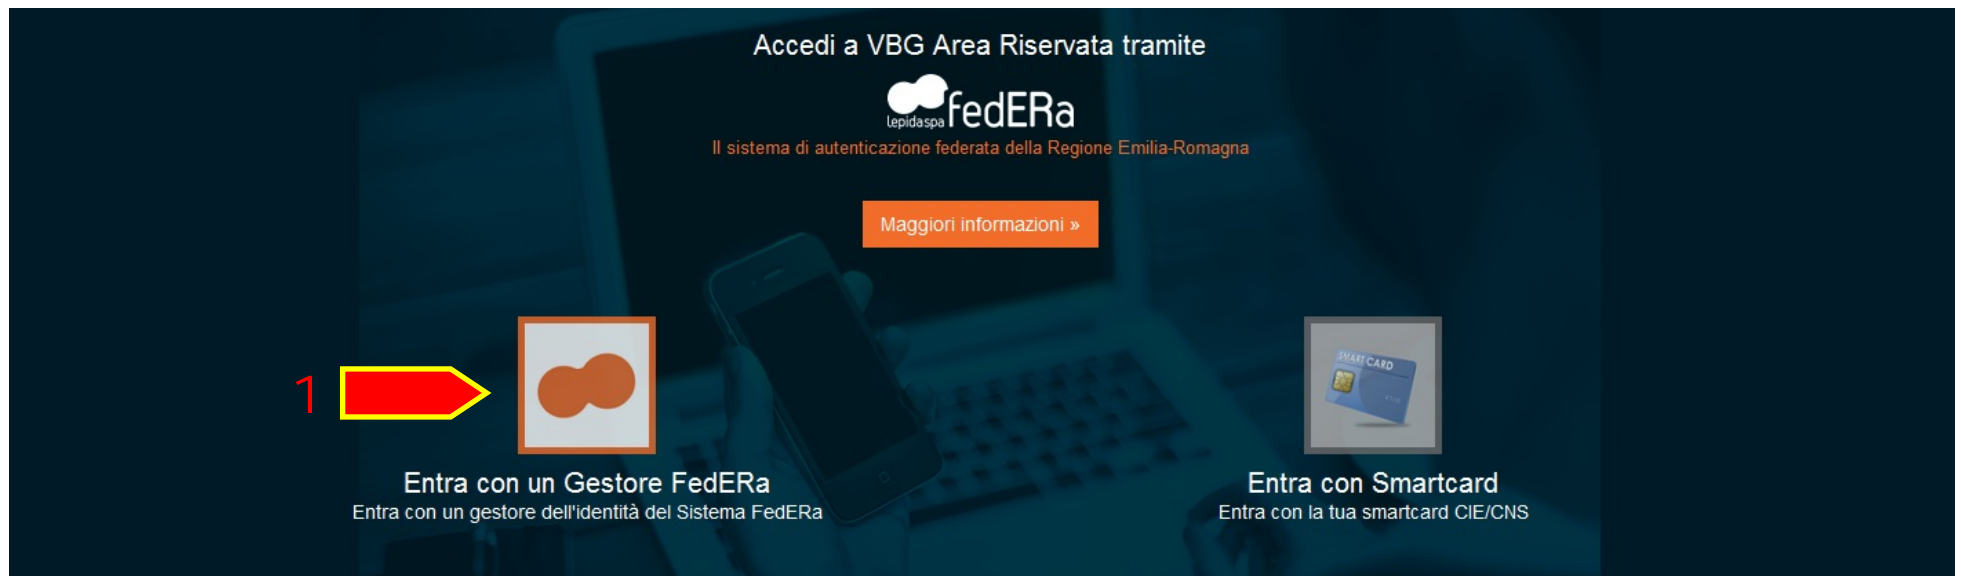 Accedi a VBG Area Riservata tramite
lepidaspa fedERa
Il sistema di autenticazione federata della Regione Emilia-Romagna
Maggiori informazioni »
1
SMART CARD
Entra con un Gestore FedERa
Entra con un gestore dell'identità del Sistema FedERa
Entra con Smartcard
Entra con la tua smartcard CIE/CNS